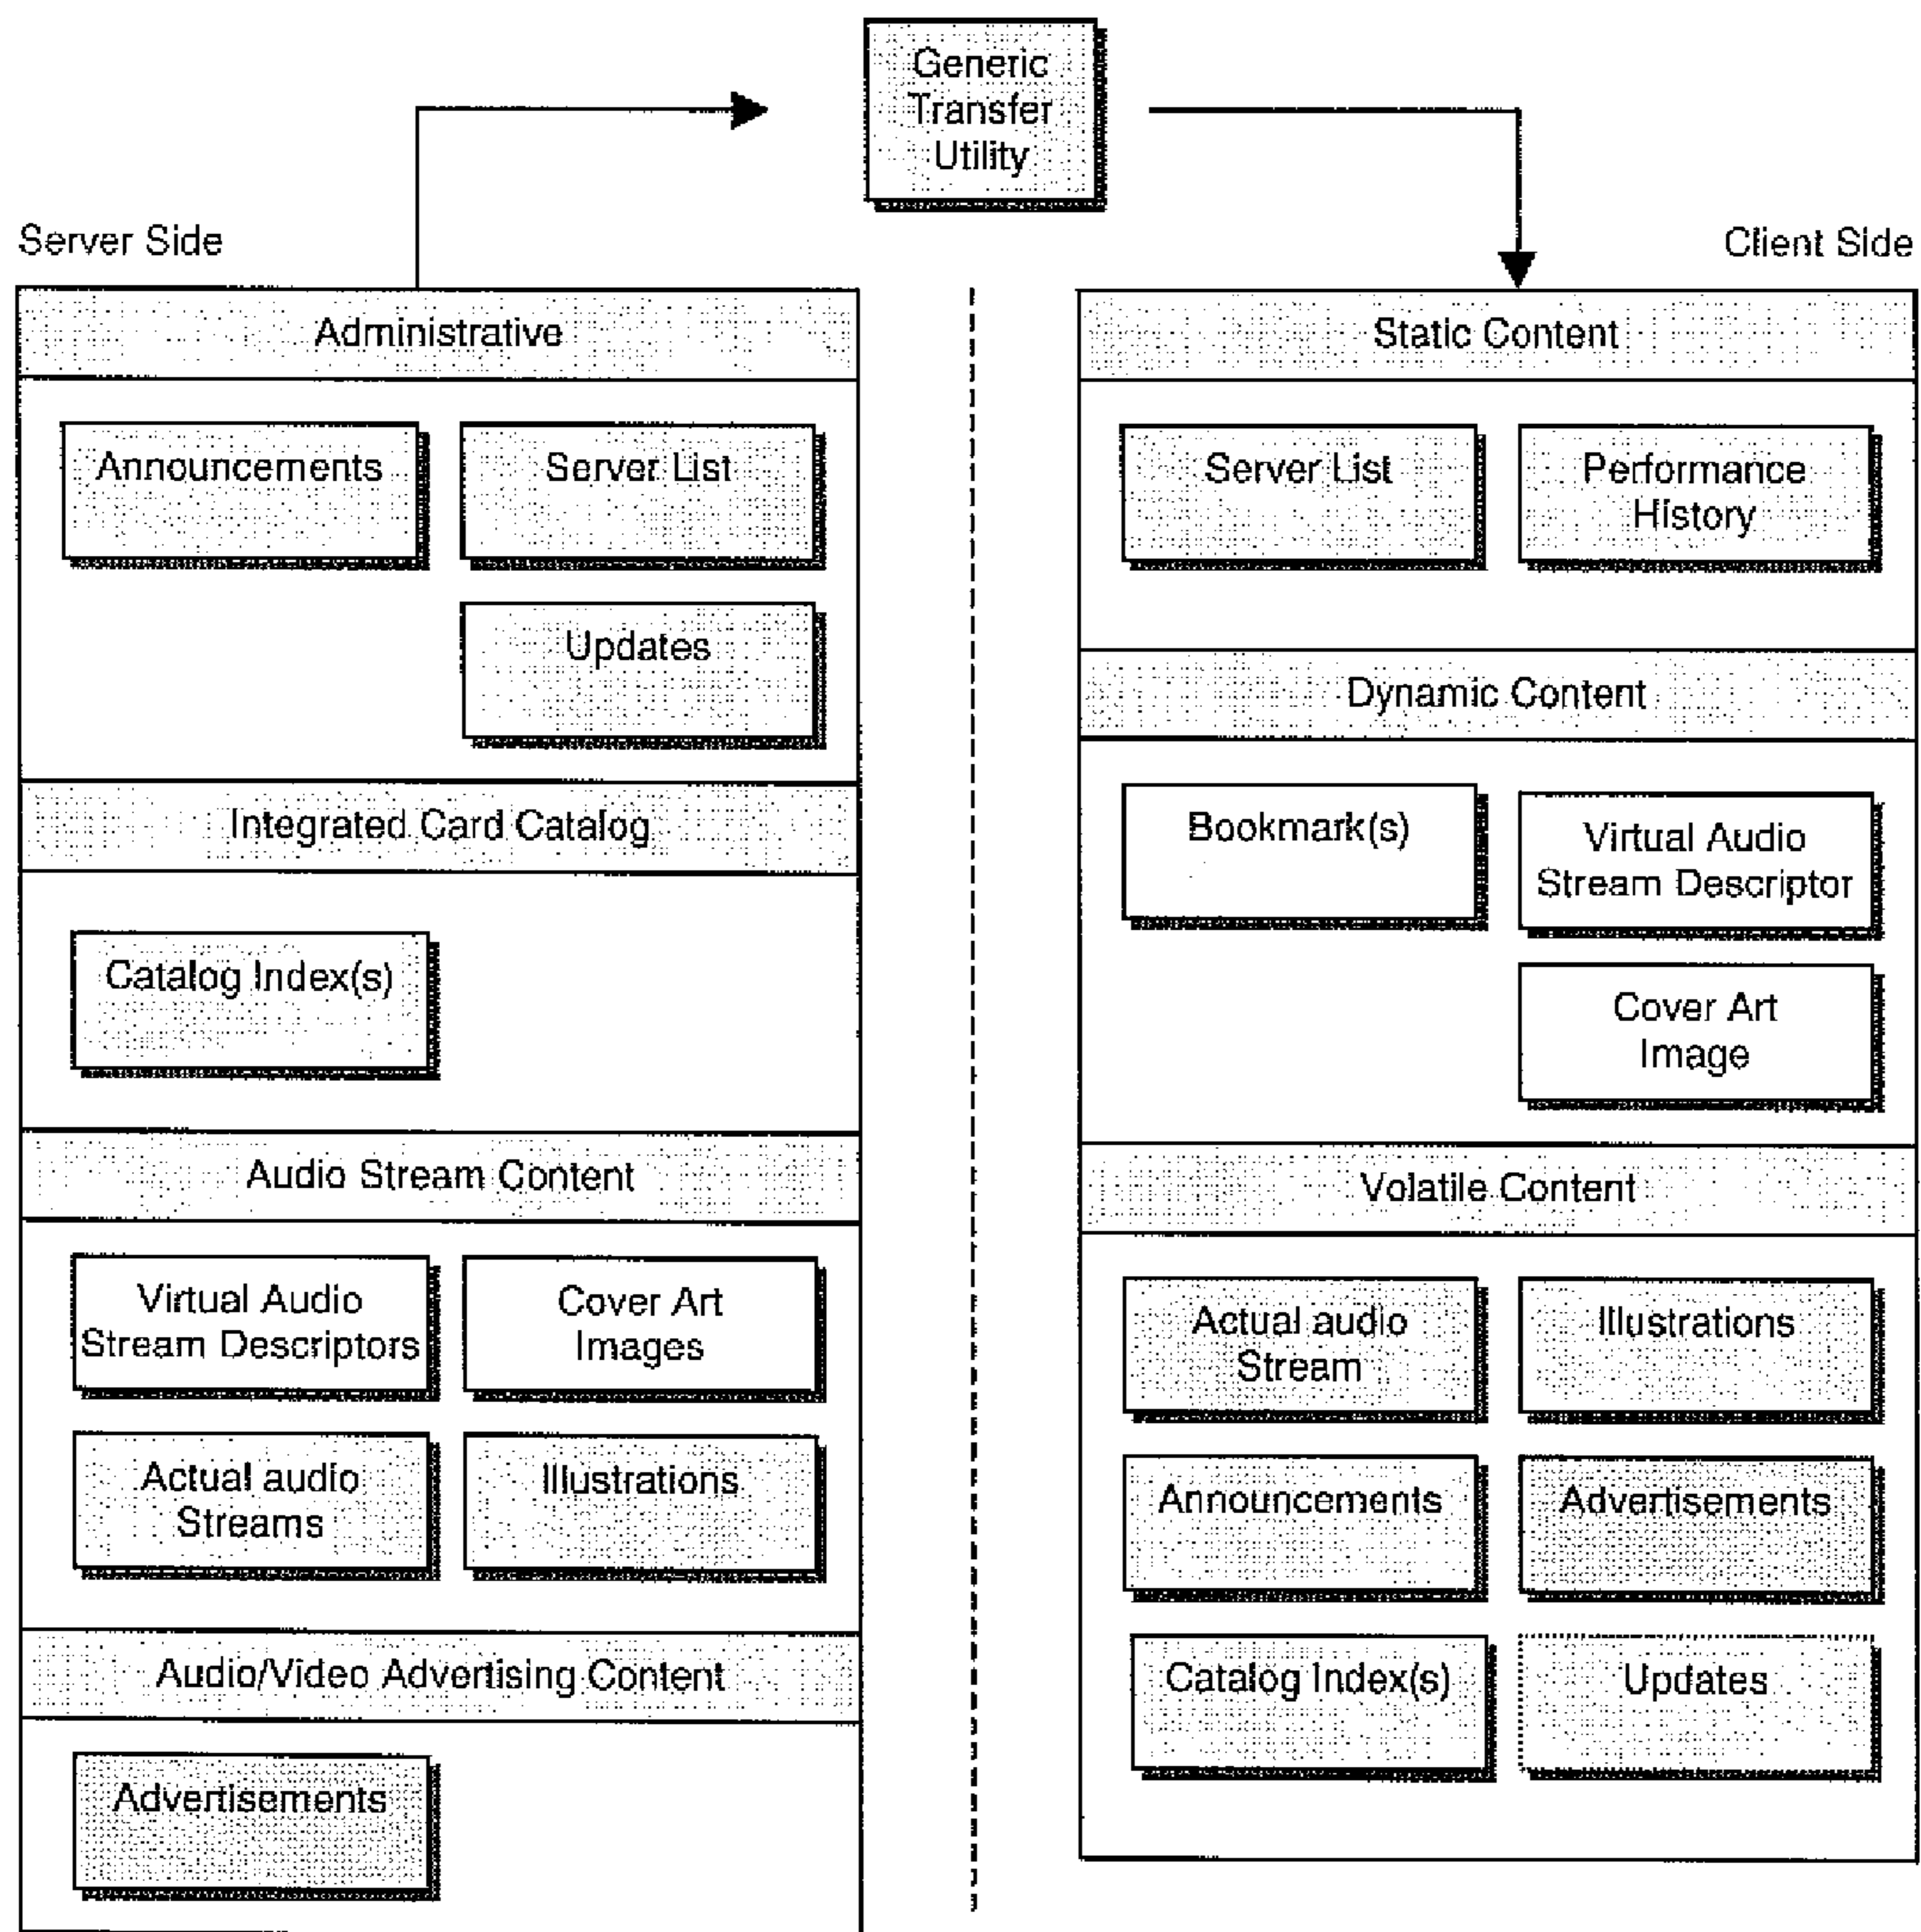 Generic
Transfer
Utility
Server Side
Client Side
Administrative
Announcements
Server List
Updates
Integrated Card Catalog
Catalog Index(s)
Audio Stream Content
Virtual Audio
Stream Descriptors
Cover Art
Images
Actual audio
Streams
Illustrations
Audio/Video Advertising Content
Advertisements
Static Content
Server List
Performance
History
Dynamic Content
Bookmark(s)
Virtual Audio
Stream Descriptor
Cover Art
Image
Volatile Content
Actual audio
Stream
Illustrations
Announcements
Advertisements
Catalog Index(s)
Updates